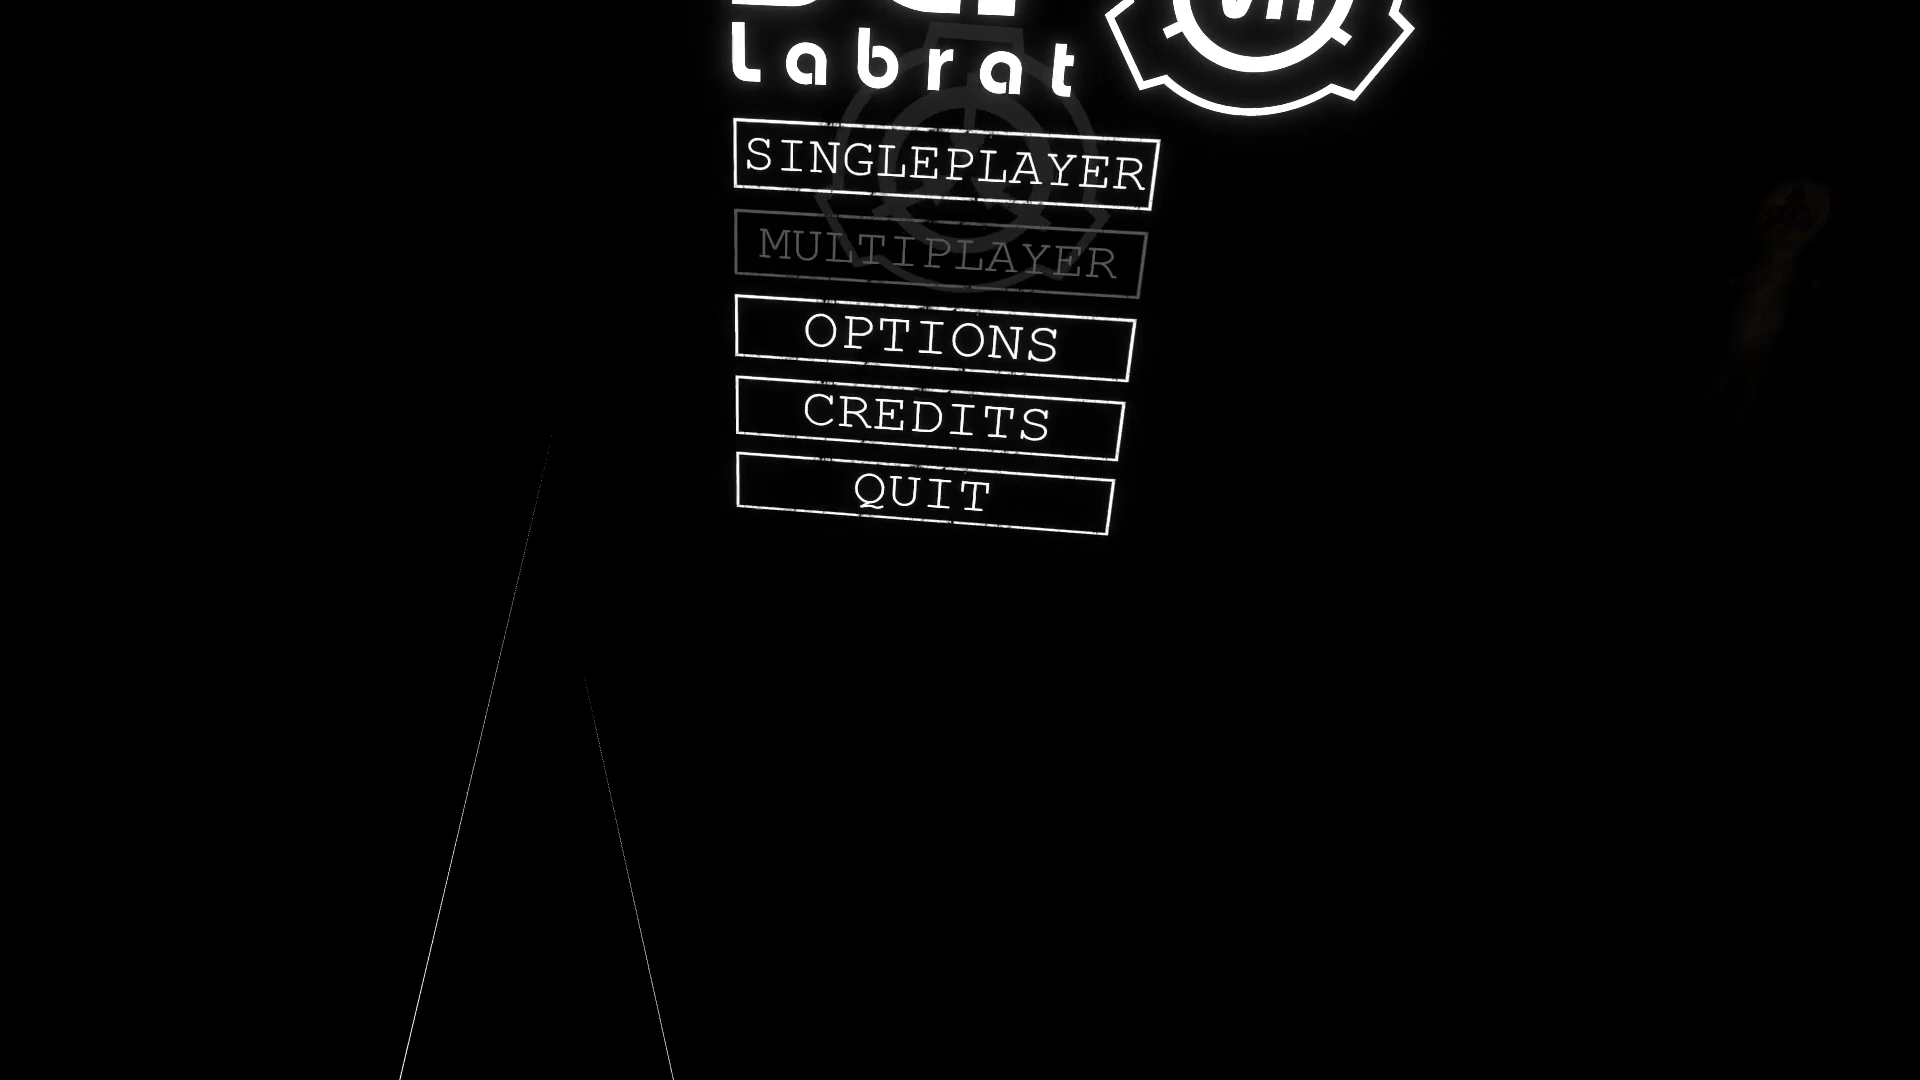 Labrat
SINGLEPLAYER
MULTIPLAYER
OPTIONS
CREDITS
QUIT